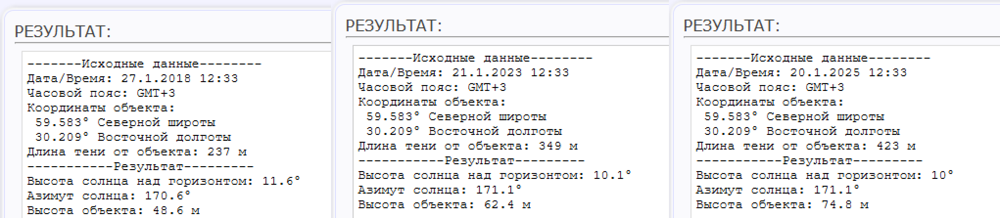 РЕЗУЛЬТАТ:
-------Исходные данные--------
Дата/Время: 27.1.2018 12:33
Часовой пояс: GMT+3
Координаты объекта:
59.583° Северной широты
30.209° Восточной долготы
Длина тени от объекта: 237 м
-----------Результат---------
Высота солнца над горизонтом: 11.6°
Азимут солнца: 170.6°
Высота объекта: 48.6 м
РЕЗУЛЬТАТ:
-------Исходные данные--------
Дата/Время: 21.1.2023 12:33
Часовой пояс: GMT+3
Координаты объекта:
59.583° Северной широты
30.209° Восточной долготы
Длина тени от объекта: 349 м
-----------Результат---------
Высота солнца над горизонтом: 10.1°
Азимут солнца: 171.1°
Высота объекта: 62.4 м
РЕЗУЛЬТАТ:
-------Исходные данные--------
Дата/Время: 20.1.2025 12:33
Часовой пояс: GMT+3
Координаты объекта:
59.583° Северной широты
30.209° Восточной долготы
Длина тени от объекта: 423 м
-----------Результат---------
Высота солнца над горизонтом: 10°
Азимут солнца: 171.1°
Высота объекта: 74.8 м